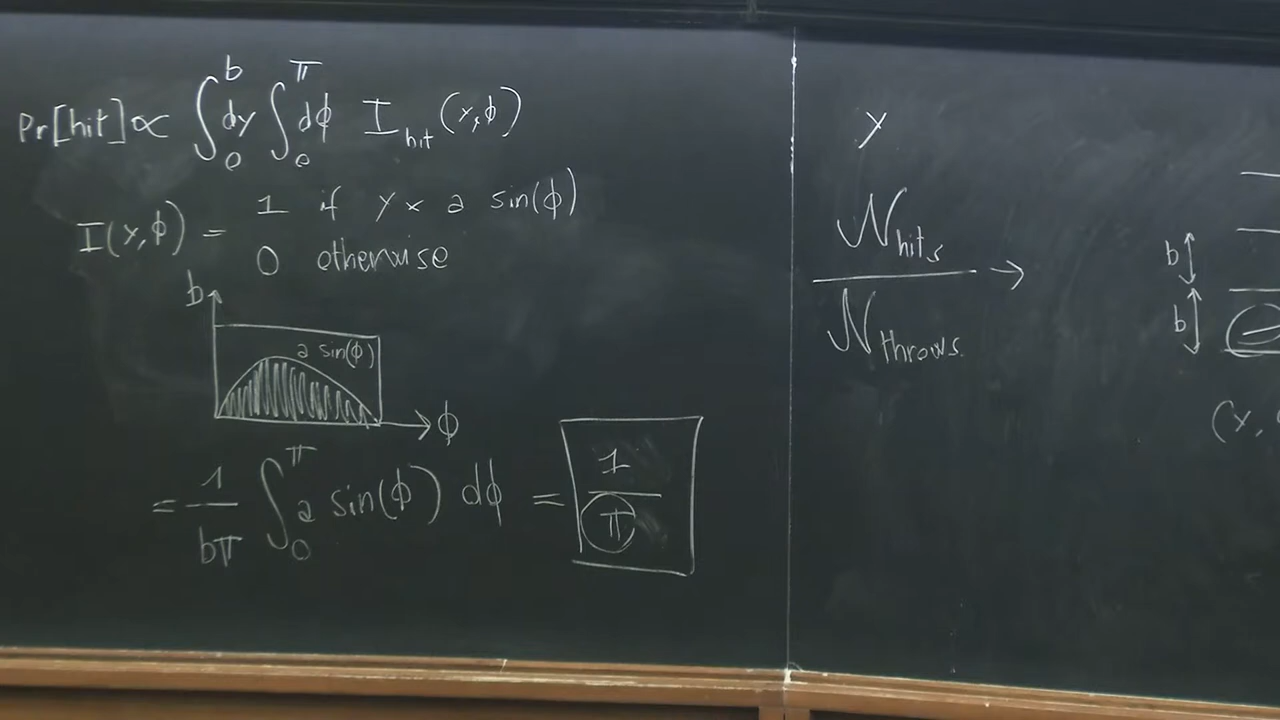 Pr[hit] ∝ ∫₀ᵇ dy ∫₀^π dϕ I_hit (x,ϕ)
I(x,ϕ) = 1 if y < a sin(ϕ)
0 otherwise
b
a sin(ϕ)
ϕ
= 1/(bπ) ∫₀^π a sin(ϕ) dϕ = 1/π
y
N_hits / N_throws →
b
b
(x,